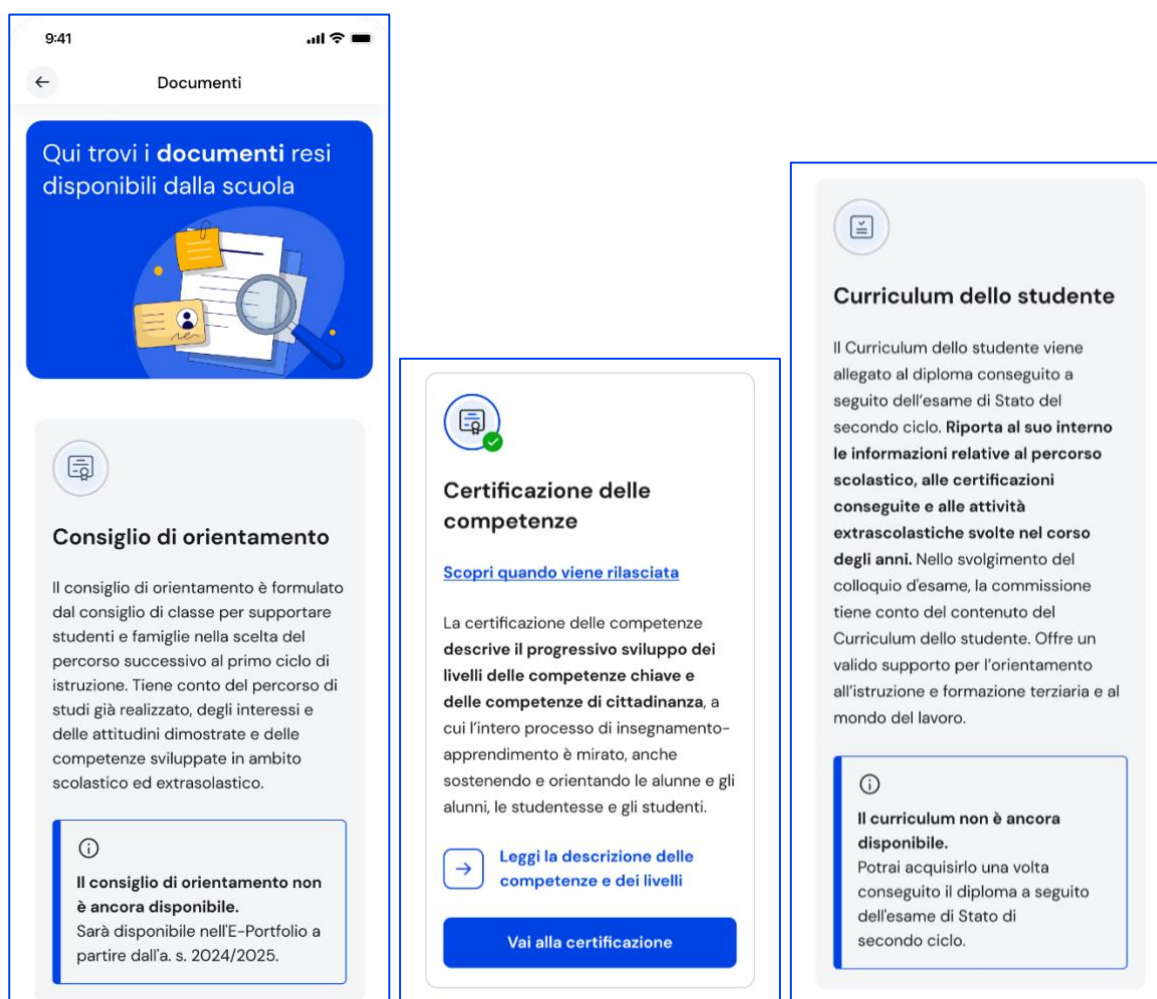 9:41
Documenti
Qui trovi i documenti resi
disponibili dalla scuola
Consiglio di orientamento
Il consiglio di orientamento è formulato
dal consiglio di classe per supportare
studenti e famiglie nella scelta del
percorso successivo al primo ciclo di
istruzione. Tiene conto del percorso di
studi già realizzato, degli interessi e
delle attitudini dimostrate e delle
competenze sviluppate in ambito
scolastico ed extrasolastico.
Il consiglio di orientamento non
è ancora disponibile.
Sarà disponibile nell'E-Portfolio a
partire dall'a. s. 2024/2025.
Certificazione delle
competenze
Scopri quando viene rilasciata
La certificazione delle competenze
descrive il progressivo sviluppo dei
livelli delle competenze chiave e
delle competenze di cittadinanza, a
cui l'intero processo di insegnamento-
apprendimento è mirato, anche
sostenendo e orientando le alunne e gli
alunni, le studentesse e gli studenti.
Leggi la descrizione delle
competenze e dei livelli
Vai alla certificazione
Curriculum dello studente
Il Curriculum dello studente viene
allegato al diploma conseguito a
seguito dell'esame di Stato del
secondo ciclo. Riporta al suo interno
le informazioni relative al percorso
scolastico, alle certificazioni
conseguite e alle attività
extrascolastiche svolte nel corso
degli anni. Nello svolgimento del
colloquio d'esame, la commissione
tiene conto del contenuto del
Curriculum dello studente. Offre un
valido supporto per l'orientamento
all'istruzione e formazione terziaria e al
mondo del lavoro.
Il curriculum non è ancora
disponibile.
Potrai acquisirlo una volta
conseguito il diploma a seguito
dell'esame di Stato di
secondo ciclo.